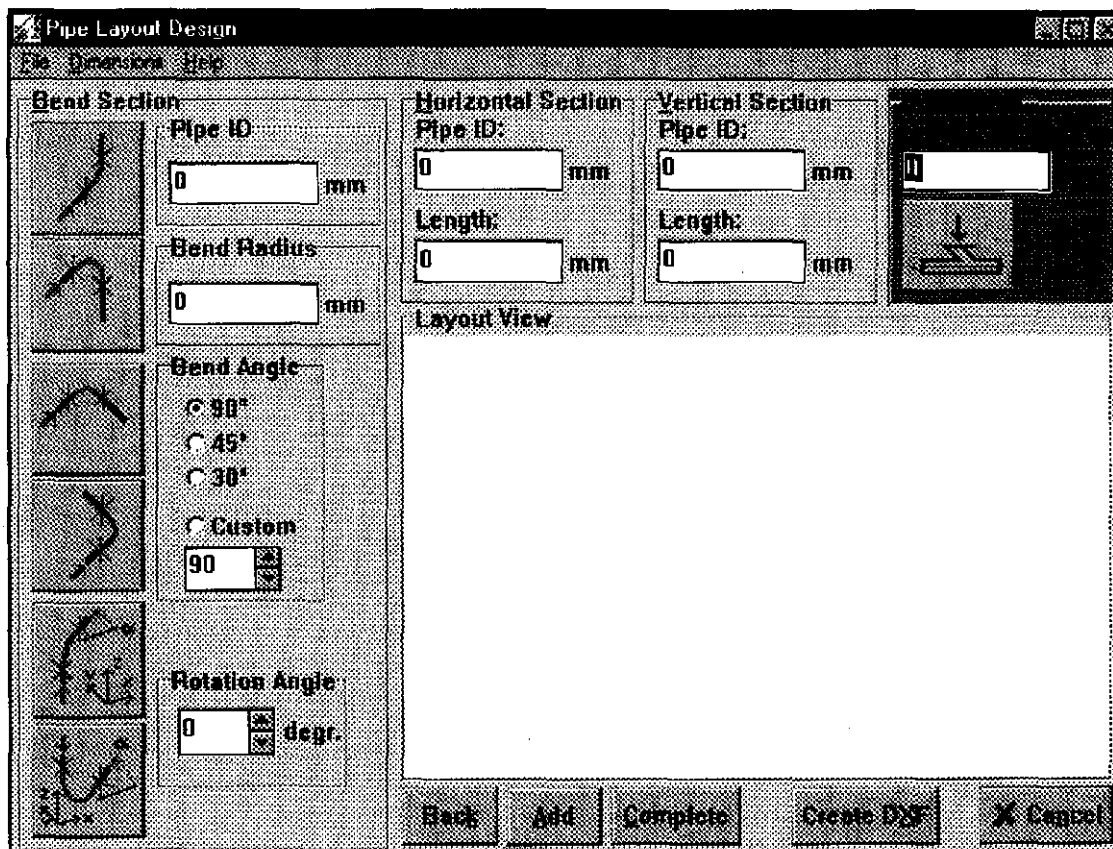 Pipe Layout Design
File Dimensions Help
Bend Section
Pipe ID
0 mm
Bend Radius
0 mm
Bend Angle
90°
45°
30°
Custom
90
Rotation Angle
0 degr.
Horizontal Section
Pipe ID:
0 mm
Length:
0 mm
Vertical Section
Pipe ID:
0 mm
Length:
0 mm
0
Layout View
Back Add Complete Create DXF Cancel